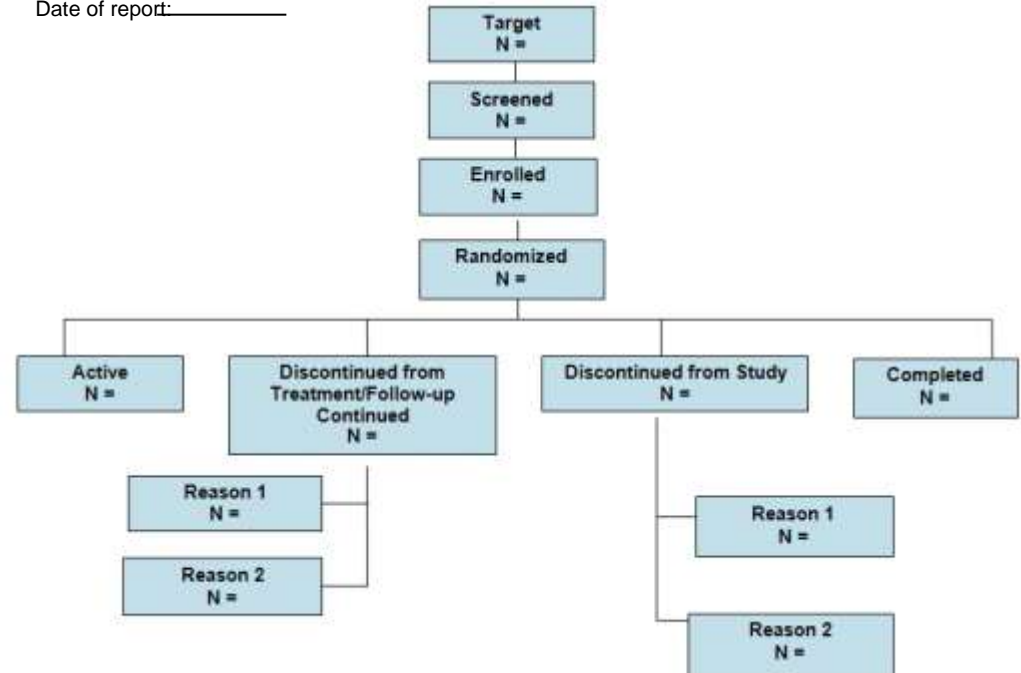 Date of report:
Target
N =
Screened
N =
Enrolled
N =
Randomized
N =
Active
N =
Discontinued from
Treatment/Follow-up
Continued
N =
Discontinued from Study
N =
Completed
N =
Reason 1
N =
Reason 2
N =
Reason 1
N =
Reason 2
N =